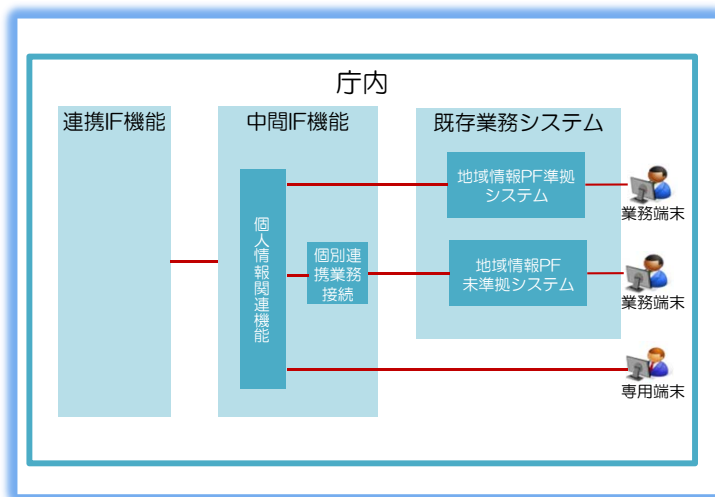 庁内
連携IF機能
中間IF機能
既存業務システム
個人情報関連機能
個別連
携業務
接続
地域情報PF準拠
システム
業務端末
地域情報PF
未準拠システム
業務端末
専用端末